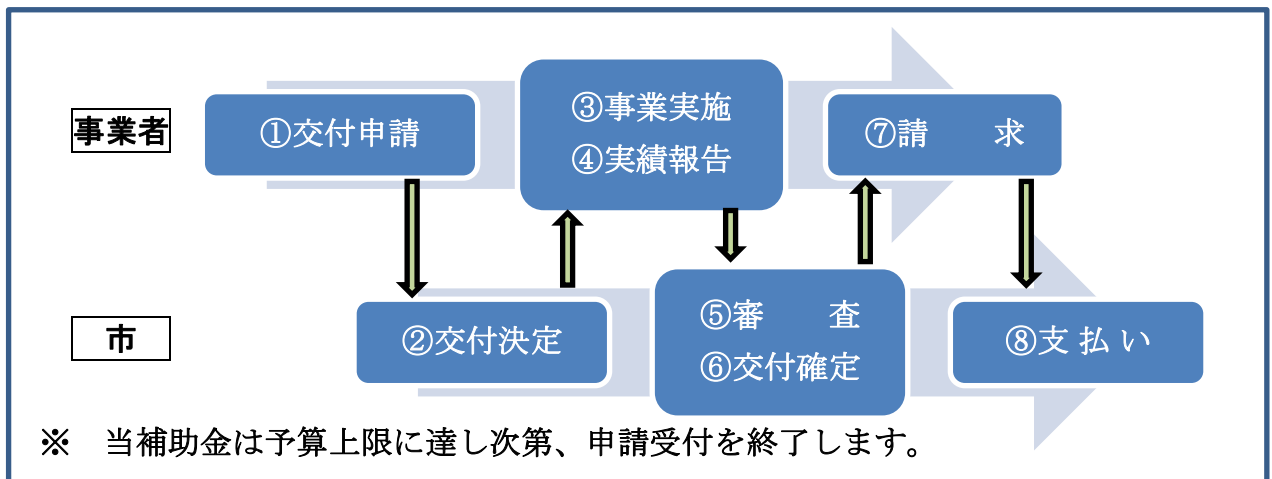 事業者
①交付申請
③事業実施
④実績報告
⑦請　　求
市
②交付決定
⑤審　　査
⑥交付確定
⑧支 払 い
※　当補助金は予算上限に達し次第、申請受付を終了します。